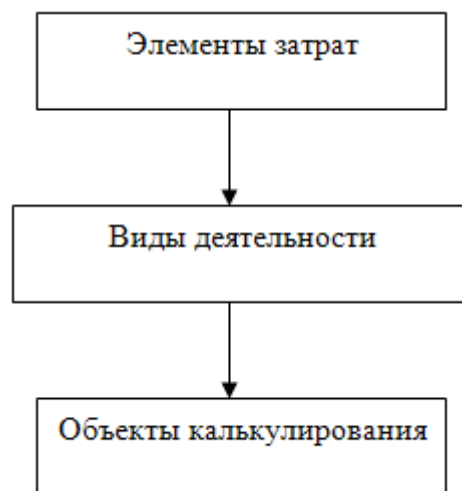 Элементы затрат
Виды деятельности
Объекты калькулирования